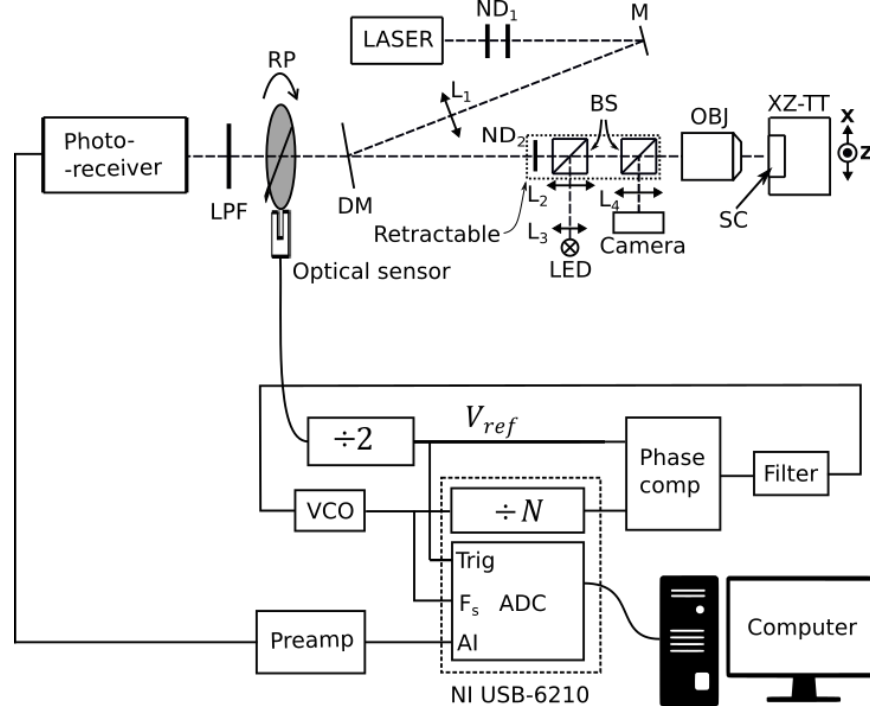 LASER
ND1
M
RP
L1
Photo-
-receiver
LPF
DM
ND2
BS
OBJ
XZ-TT
x
z
L2
L4
SC
Retractable
L3
Camera
LED
Optical sensor
÷2
Vref
Phase
comp
Filter
VCO
÷N
Trig
Fs
ADC
AI
Preamp
Computer
NI USB-6210